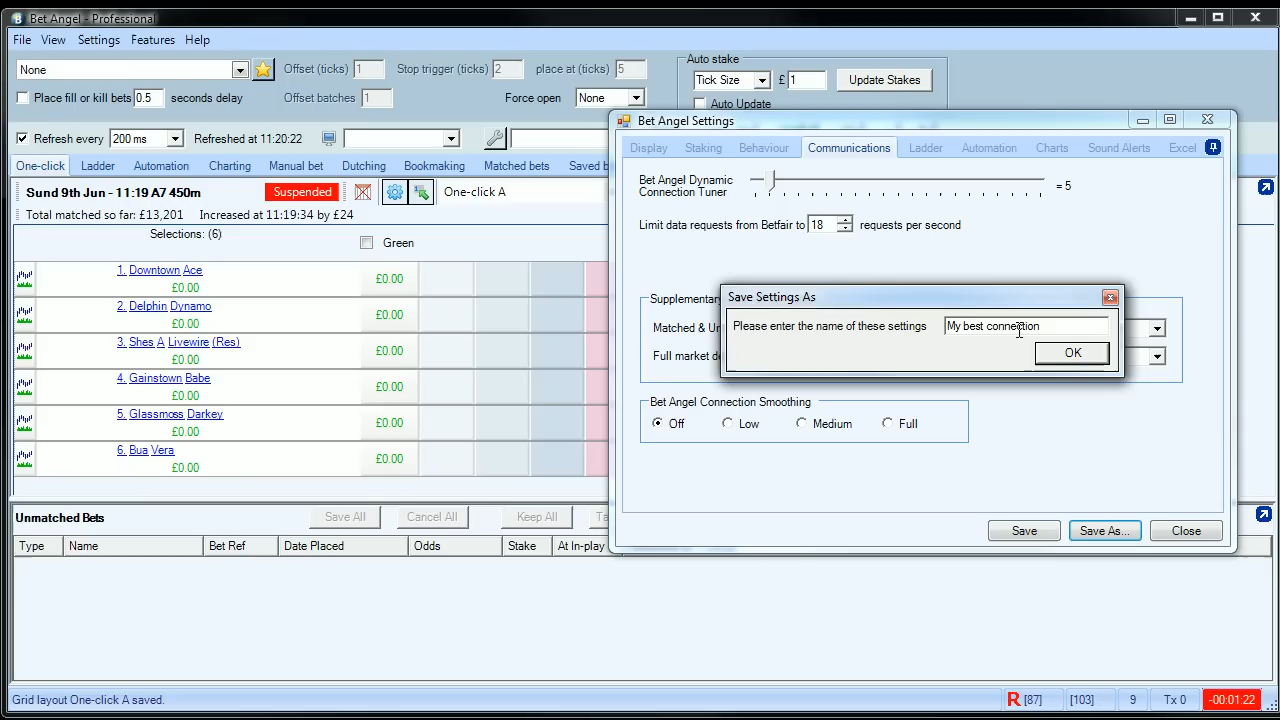 Bet Angel - Professional
File View Settings Features Help
None
Offset (ticks) 1 Stop trigger (ticks) 2 place at (ticks) 5
Auto stake
Tick Size £ 1 Update Stakes
Auto Update
Place fill or kill bets 0.5 seconds delay Offset batches 1 Force open None
Refresh every 200 ms Refreshed at 11:20:22
One-click Ladder Automation Charting Manual bet Dutching Bookmaking Matched bets Saved b
Sund 9th Jun - 11:19 A7 450m Suspended One-click A
Total matched so far: £13,201 Increased at 11:19:34 by £24
Selections: (6) Green
1. Downtown Ace
£0.00 £0.00
2. Delphin Dynamo
£0.00 £0.00
3. Shes A Livewire (Res)
£0.00 £0.00
4. Gainstown Babe
£0.00 £0.00
5. Glassmoss Darkey
£0.00 £0.00
6. Bua Vera
£0.00 £0.00
Unmatched Bets Save All Cancel All Keep All Ta
Type Name Bet Ref Date Placed Odds Stake At In-play
Bet Angel Settings
Display Staking Behaviour Communications Ladder Automation Charts Sound Alerts Excel
Bet Angel Dynamic
Connection Tuner = 5
Limit data requests from Betfair to 18 requests per second
Supplementary
Matched & Un
Full market de
Save Settings As
Please enter the name of these settings My best connection
OK
Bet Angel Connection Smoothing
Off Low Medium Full
Save Save As... Close
Grid layout One-click A saved.
R [87] [103] 9 Tx 0 -00:01:22